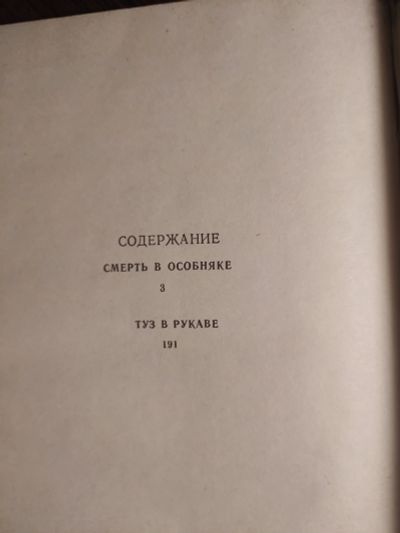 СОДЕРЖАНИЕ
СМЕРТЬ В ОСОБНЯКЕ
3
ТУЗ В РУКАВЕ
191